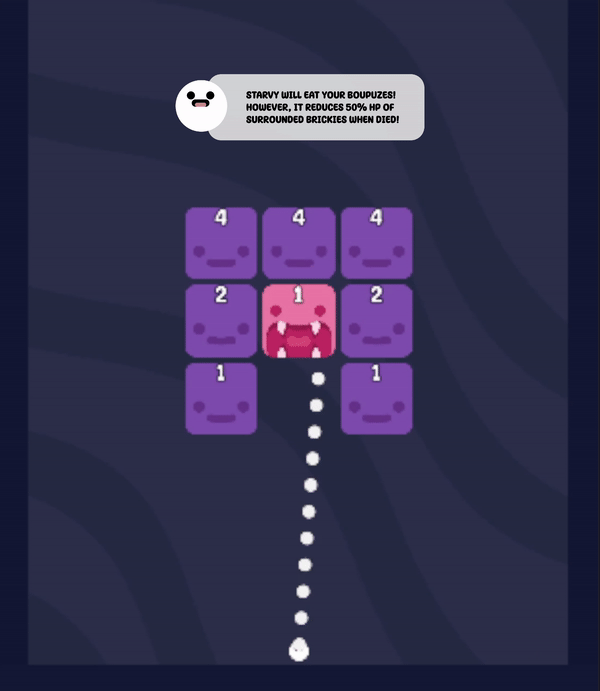 STARVY WILL EAT YOUR BOUPUZES!
HOWEVER, IT REDUCES 50% HP OF
SURROUNDED BRICKIES WHEN DIED!
4 4 4
2 1 2
1 1